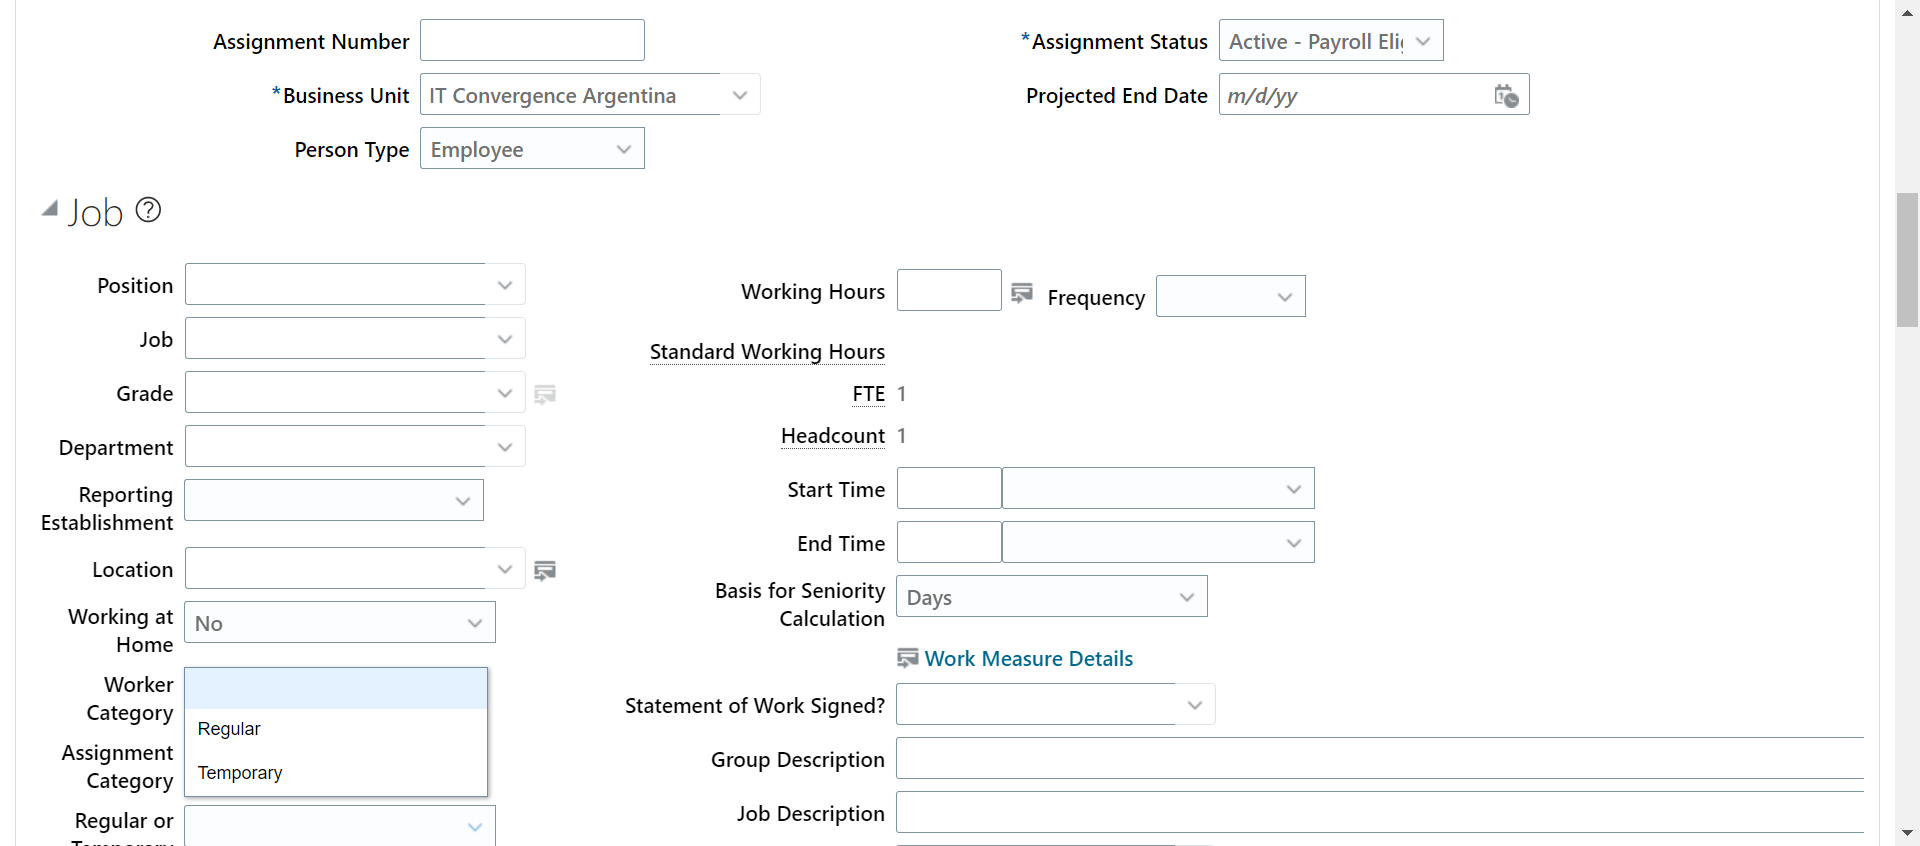 Assignment Number
*Assignment Status Active - Payroll Eli
*Business Unit IT Convergence Argentina
Projected End Date m/d/yy
Person Type Employee
Job ?
Position
Job
Grade
Department
Reporting
Establishment
Location
Working at
Home
No
Worker
Category
Regular
Temporary
Assignment
Category
Regular or
Working Hours
Frequency
Standard Working Hours
FTE 1
Headcount 1
Start Time
End Time
Basis for Seniority
Calculation
Days
Work Measure Details
Statement of Work Signed?
Group Description
Job Description